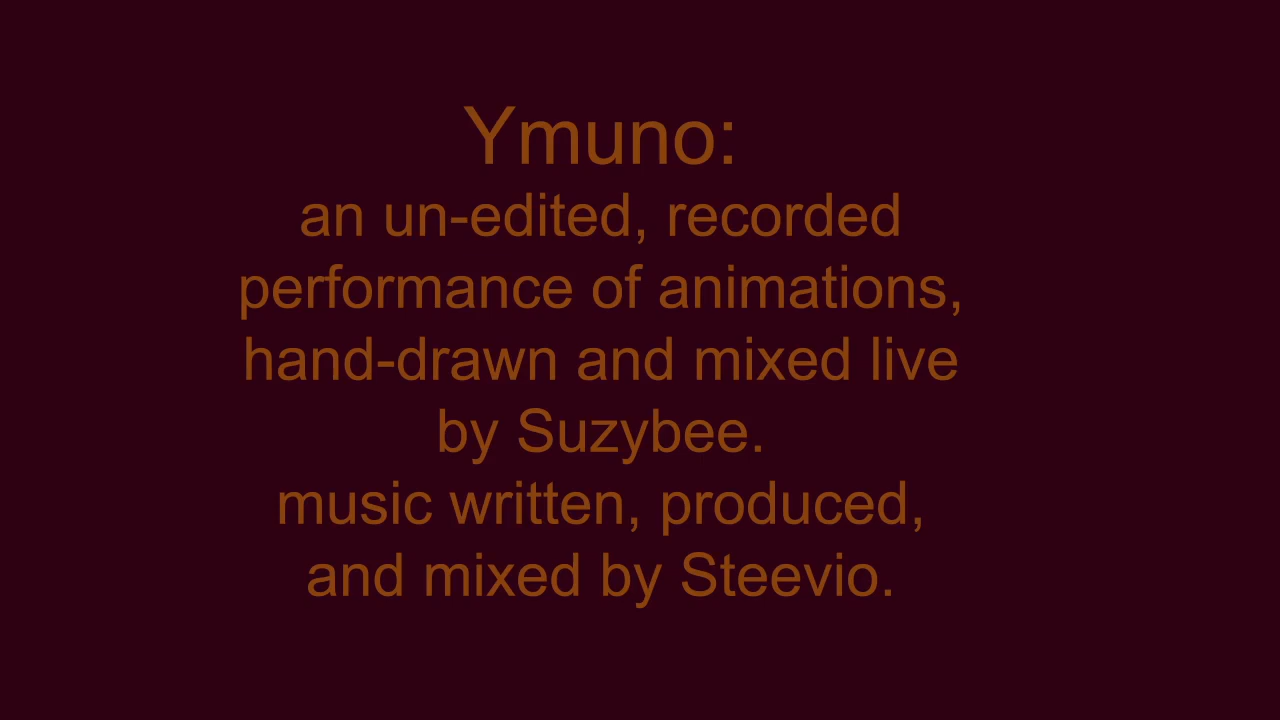 Ymuno:
an un-edited, recorded
performance of animations,
hand-drawn and mixed live
by Suzybee.
music written, produced,
and mixed by Steevio.